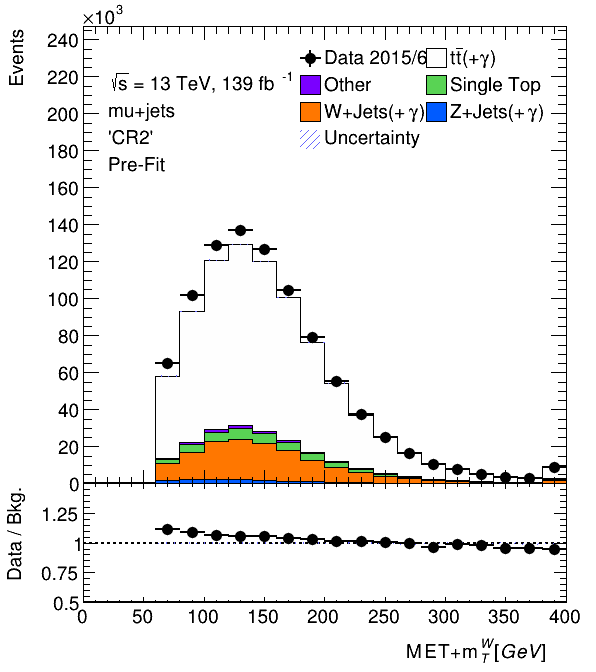 ×10³
Events
240
220
200
180
160
140
120
100
80
60
40
20
0
√s = 13 TeV, 139 fb⁻¹
mu+jets
'CR2'
Pre-Fit
Data 2015/6 tt̄(+γ)
Other Single Top
W+Jets(+γ) Z+Jets(+γ)
Uncertainty
Data / Bkg.
1.25
1
0.75
0.5
0 50 100 150 200 250 300 350 400
MET+m_T^W[GeV]